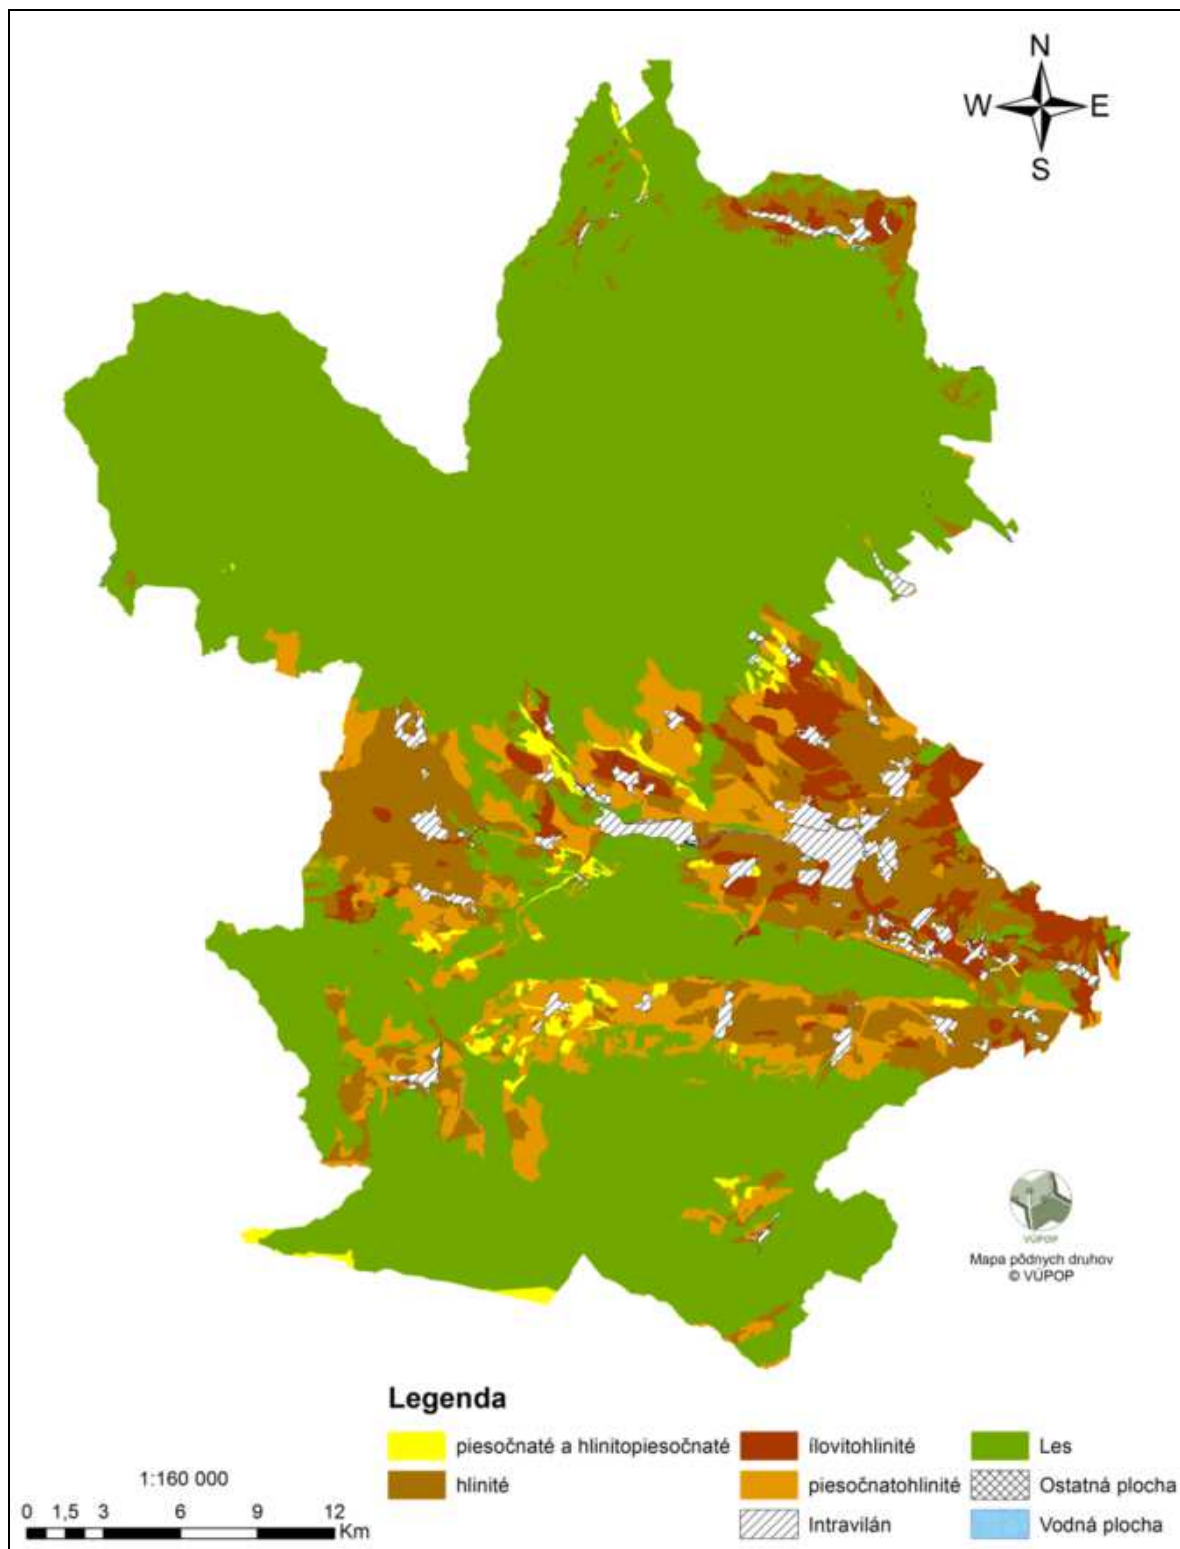 N
W E
S
VÚPOP
Mapa pôdnych druhov
© VÚPOP
Legenda
piesočnaté a hlinitopiesočnaté
ílovitohlinité
Les
hlinité
piesočnatohlinité
Ostatná plocha
Intravilán
Vodná plocha
1:160 000
0 1,5 3 6 9 12
Km